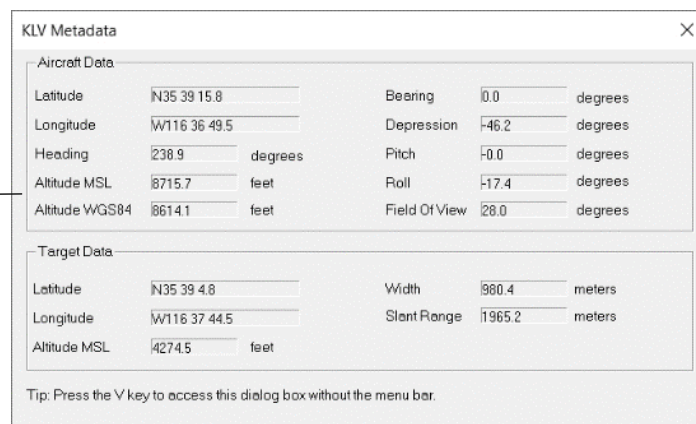 KLV Metadata
Aircraft Data
Latitude N35 39 15.8 Bearing 0.0 degrees
Longitude W116 36 49.5 Depression -46.2 degrees
Heading 238.9 degrees Pitch -0.0 degrees
Altitude MSL 8715.7 feet Roll -17.4 degrees
Altitude WGS84 8614.1 feet Field Of View 28.0 degrees
Target Data
Latitude N35 39 4.8 Width 980.4 meters
Longitude W116 37 44.5 Slant Range 1965.2 meters
Altitude MSL 4274.5 feet
Tip: Press the V key to access this dialog box without the menu bar.